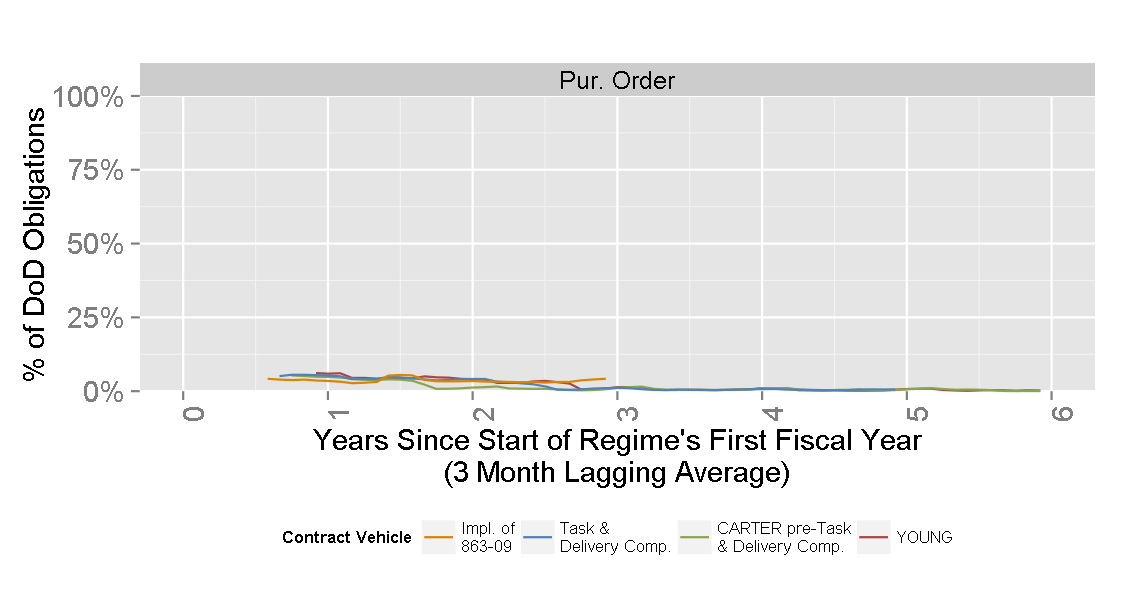 Pur. Order
100%
75%
50%
25%
0%
% of DoD Obligations
0 1 2 3 4 5 6
Years Since Start of Regime's First Fiscal Year
(3 Month Lagging Average)
Contract Vehicle
Impl. of
863-09
Task &
Delivery Comp.
CARTER pre-Task
& Delivery Comp.
YOUNG